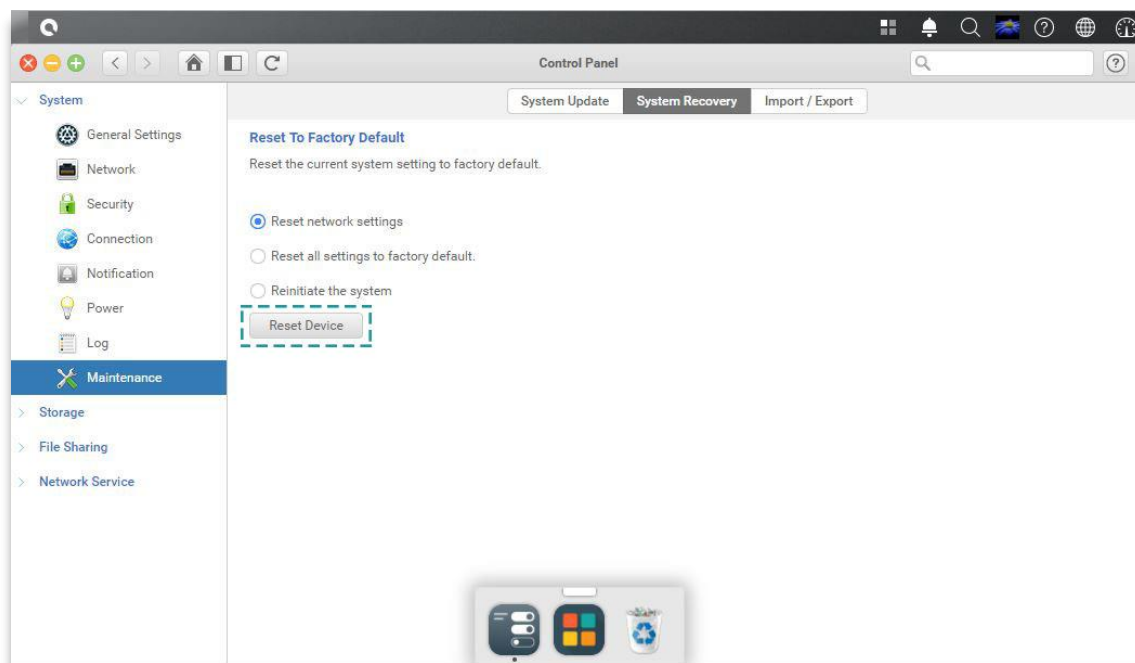 Control Panel
System
General Settings
Network
Security
Connection
Notification
Power
Log
Maintenance
Storage
File Sharing
Network Service
System Update
System Recovery
Import / Export
Reset To Factory Default
Reset the current system setting to factory default.
Reset network settings
Reset all settings to factory default.
Reinitiate the system
Reset Device